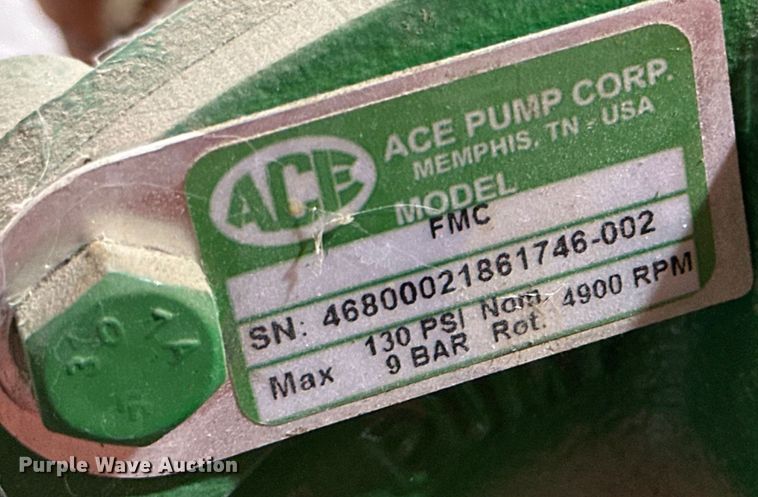 ACE
ACE PUMP CORP.
MEMPHIS, TN - USA
MODEL
FMC
SN: 46800021861746-002
Max 130 PSI Nom. 4900 RPM
9 BAR Rot.
Purple Wave Auction